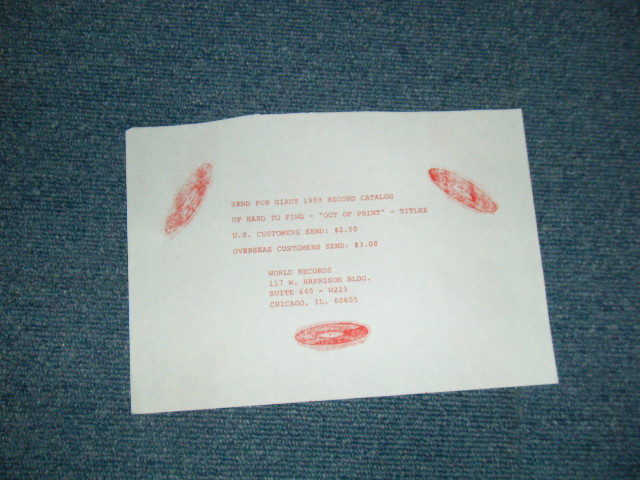 SEND FOR GIANT 1989 RECORD CATALOG
OF HARD TO FIND - "OUT OF PRINT" - TITLES
U.S. CUSTOMERS SEND: $2.00
OVERSEAS CUSTOMERS SEND: $3.00
WORLD RECORDS
117 W. HARRISON BLDG.
SUITE 640 - W223
CHICAGO, IL. 60605